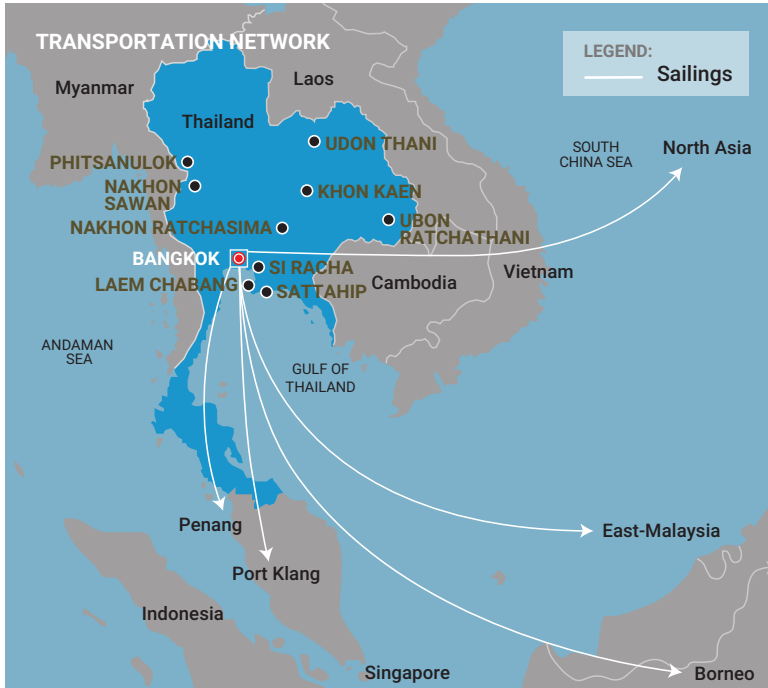 TRANSPORTATION NETWORK
LEGEND:
Sailings
Myanmar
Laos
Thailand
UDON THANI
SOUTH
CHINA SEA
North Asia
PHITSANULOK
NAKHON
SAWAN
KHON KAEN
NAKHON RATCHASIMA
UBON
RATCHATHANI
BANGKOK
SI RACHA
Vietnam
LAEM CHABANG
SATTAHIP
Cambodia
ANDAMAN
SEA
GULF OF
THAILAND
Penang
East-Malaysia
Port Klang
Indonesia
Singapore
Borneo